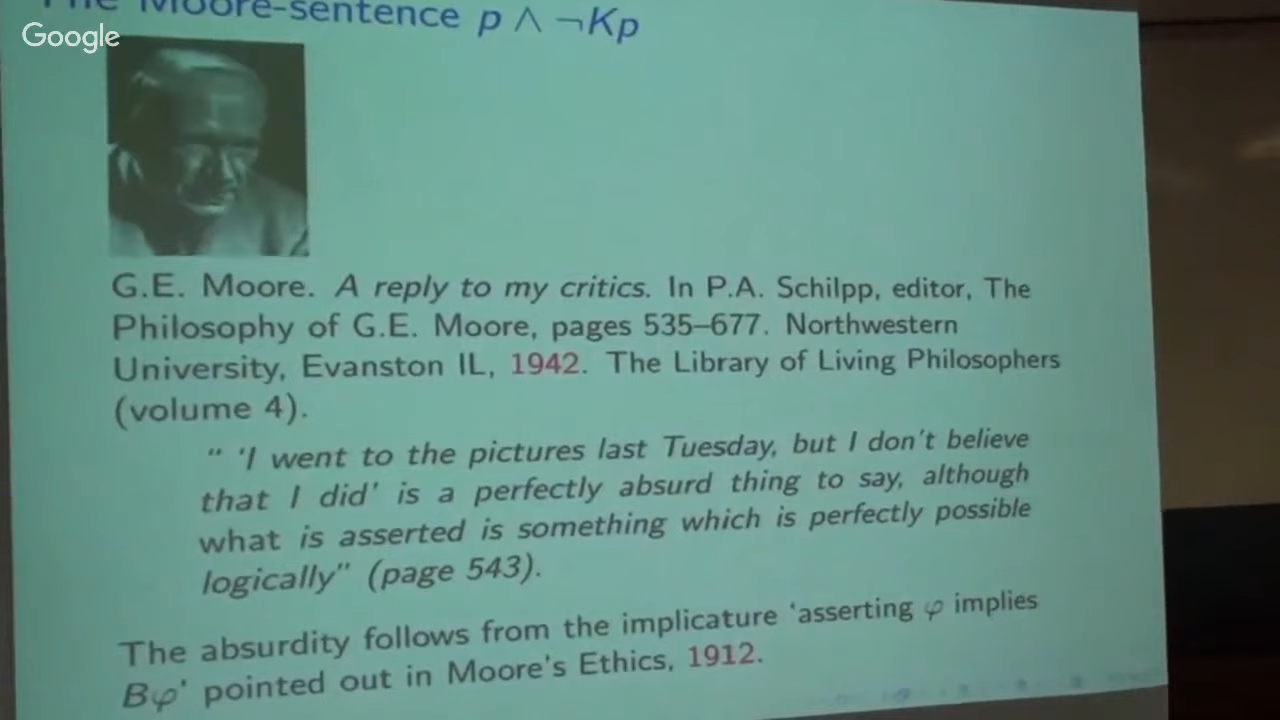 The Moore-sentence p ∧ ¬Kp
Google
G.E. Moore. A reply to my critics. In P.A. Schilpp, editor, The
Philosophy of G.E. Moore, pages 535–677. Northwestern
University, Evanston IL, 1942. The Library of Living Philosophers
(volume 4).
“ ‘I went to the pictures last Tuesday, but I don't believe
that I did’ is a perfectly absurd thing to say, although
what is asserted is something which is perfectly possible
logically” (page 543).
The absurdity follows from the implicature ‘asserting φ implies
Bφ’ pointed out in Moore's Ethics, 1912.